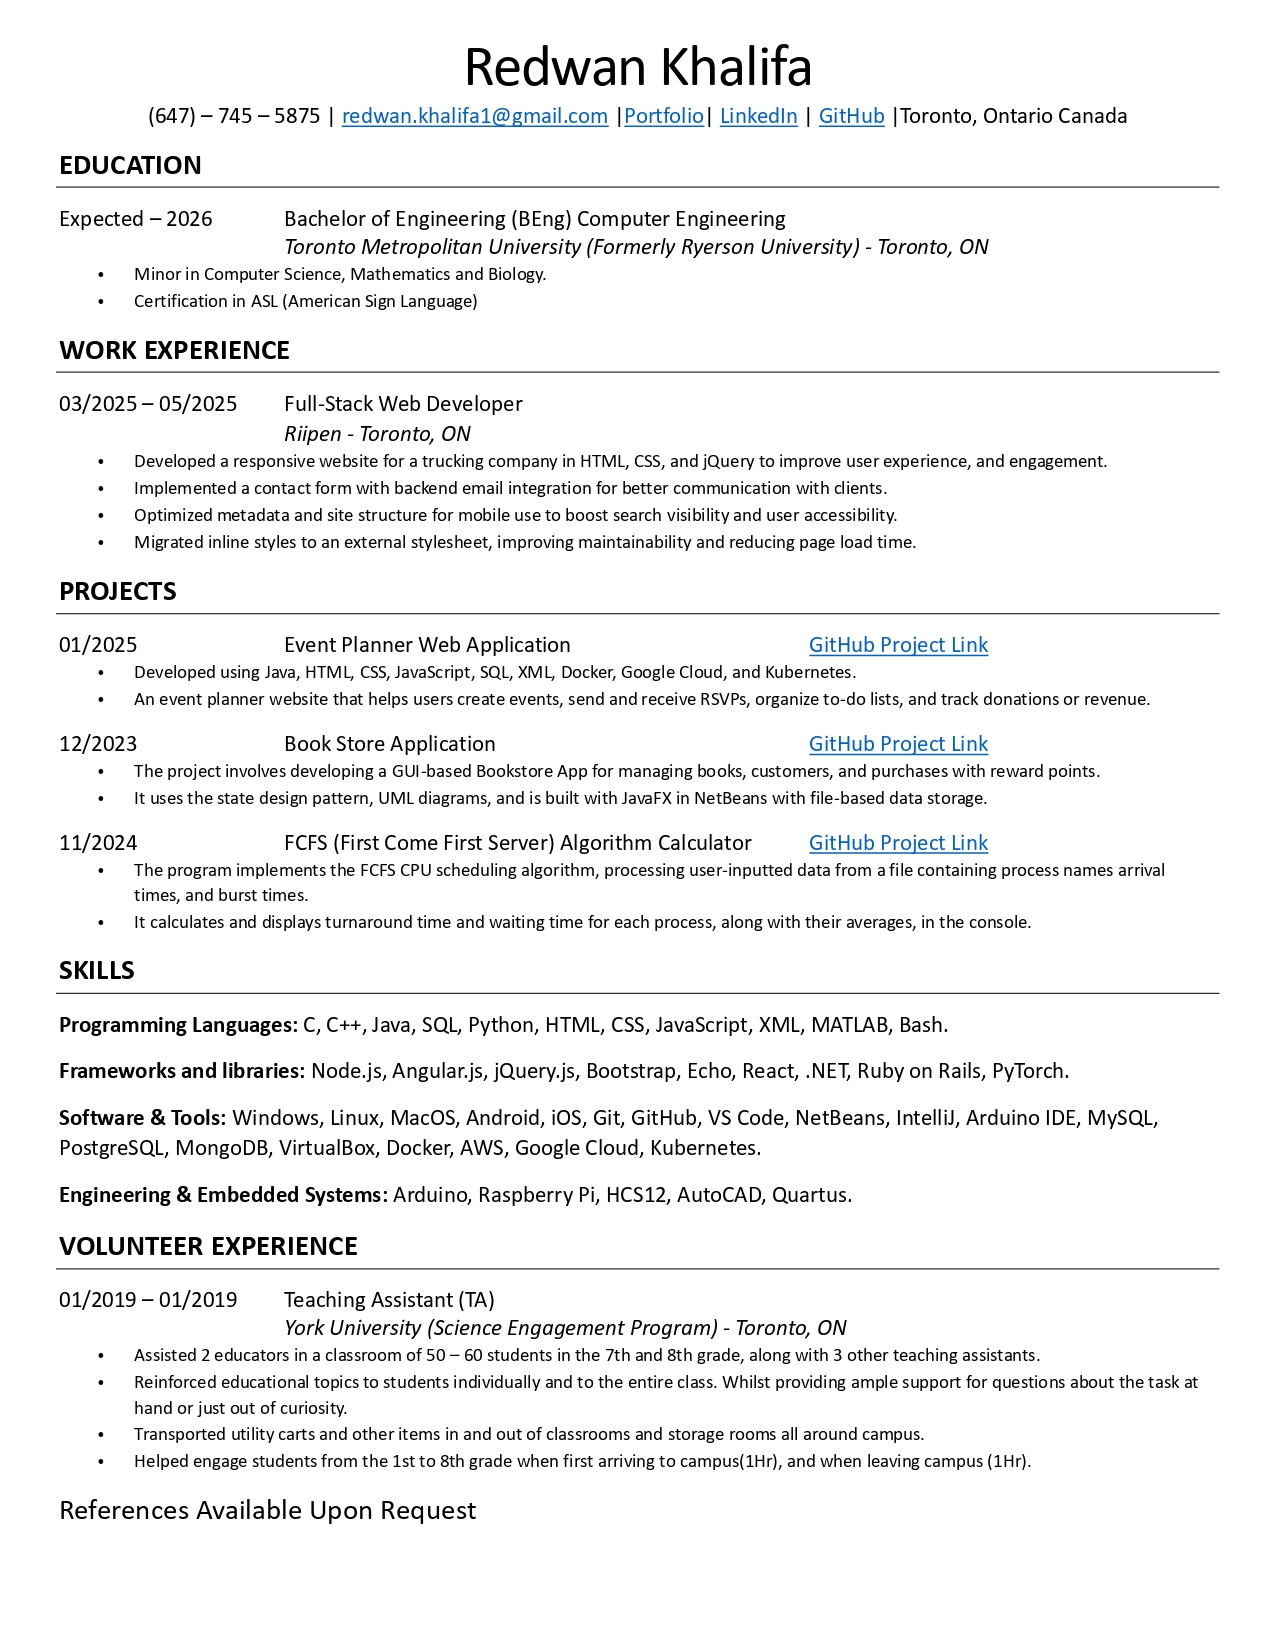 Redwan Khalifa
(647) – 745 – 5875 | redwan.khalifa1@gmail.com |Portfolio| LinkedIn | GitHub |Toronto, Ontario Canada
EDUCATION
Expected – 2026 Bachelor of Engineering (BEng) Computer Engineering
Toronto Metropolitan University (Formerly Ryerson University) - Toronto, ON
• Minor in Computer Science, Mathematics and Biology.
• Certification in ASL (American Sign Language)
WORK EXPERIENCE
03/2025 – 05/2025 Full-Stack Web Developer
Riipen - Toronto, ON
• Developed a responsive website for a trucking company in HTML, CSS, and jQuery to improve user experience, and engagement.
• Implemented a contact form with backend email integration for better communication with clients.
• Optimized metadata and site structure for mobile use to boost search visibility and user accessibility.
• Migrated inline styles to an external stylesheet, improving maintainability and reducing page load time.
PROJECTS
01/2025 Event Planner Web Application GitHub Project Link
• Developed using Java, HTML, CSS, JavaScript, SQL, XML, Docker, Google Cloud, and Kubernetes.
• An event planner website that helps users create events, send and receive RSVPs, organize to-do lists, and track donations or revenue.
12/2023 Book Store Application GitHub Project Link
• The project involves developing a GUI-based Bookstore App for managing books, customers, and purchases with reward points.
• It uses the state design pattern, UML diagrams, and is built with JavaFX in NetBeans with file-based data storage.
11/2024 FCFS (First Come First Server) Algorithm Calculator GitHub Project Link
• The program implements the FCFS CPU scheduling algorithm, processing user-inputted data from a file containing process names arrival
times, and burst times.
• It calculates and displays turnaround time and waiting time for each process, along with their averages, in the console.
SKILLS
Programming Languages: C, C++, Java, SQL, Python, HTML, CSS, JavaScript, XML, MATLAB, Bash.
Frameworks and libraries: Node.js, Angular.js, jQuery.js, Bootstrap, Echo, React, .NET, Ruby on Rails, PyTorch.
Software & Tools: Windows, Linux, MacOS, Android, iOS, Git, GitHub, VS Code, NetBeans, IntelliJ, Arduino IDE, MySQL,
PostgreSQL, MongoDB, VirtualBox, Docker, AWS, Google Cloud, Kubernetes.
Engineering & Embedded Systems: Arduino, Raspberry Pi, HCS12, AutoCAD, Quartus.
VOLUNTEER EXPERIENCE
01/2019 – 01/2019 Teaching Assistant (TA)
York University (Science Engagement Program) - Toronto, ON
• Assisted 2 educators in a classroom of 50 – 60 students in the 7th and 8th grade, along with 3 other teaching assistants.
• Reinforced educational topics to students individually and to the entire class. Whilst providing ample support for questions about the task at
hand or just out of curiosity.
• Transported utility carts and other items in and out of classrooms and storage rooms all around campus.
• Helped engage students from the 1st to 8th grade when first arriving to campus(1Hr), and when leaving campus (1Hr).
References Available Upon Request